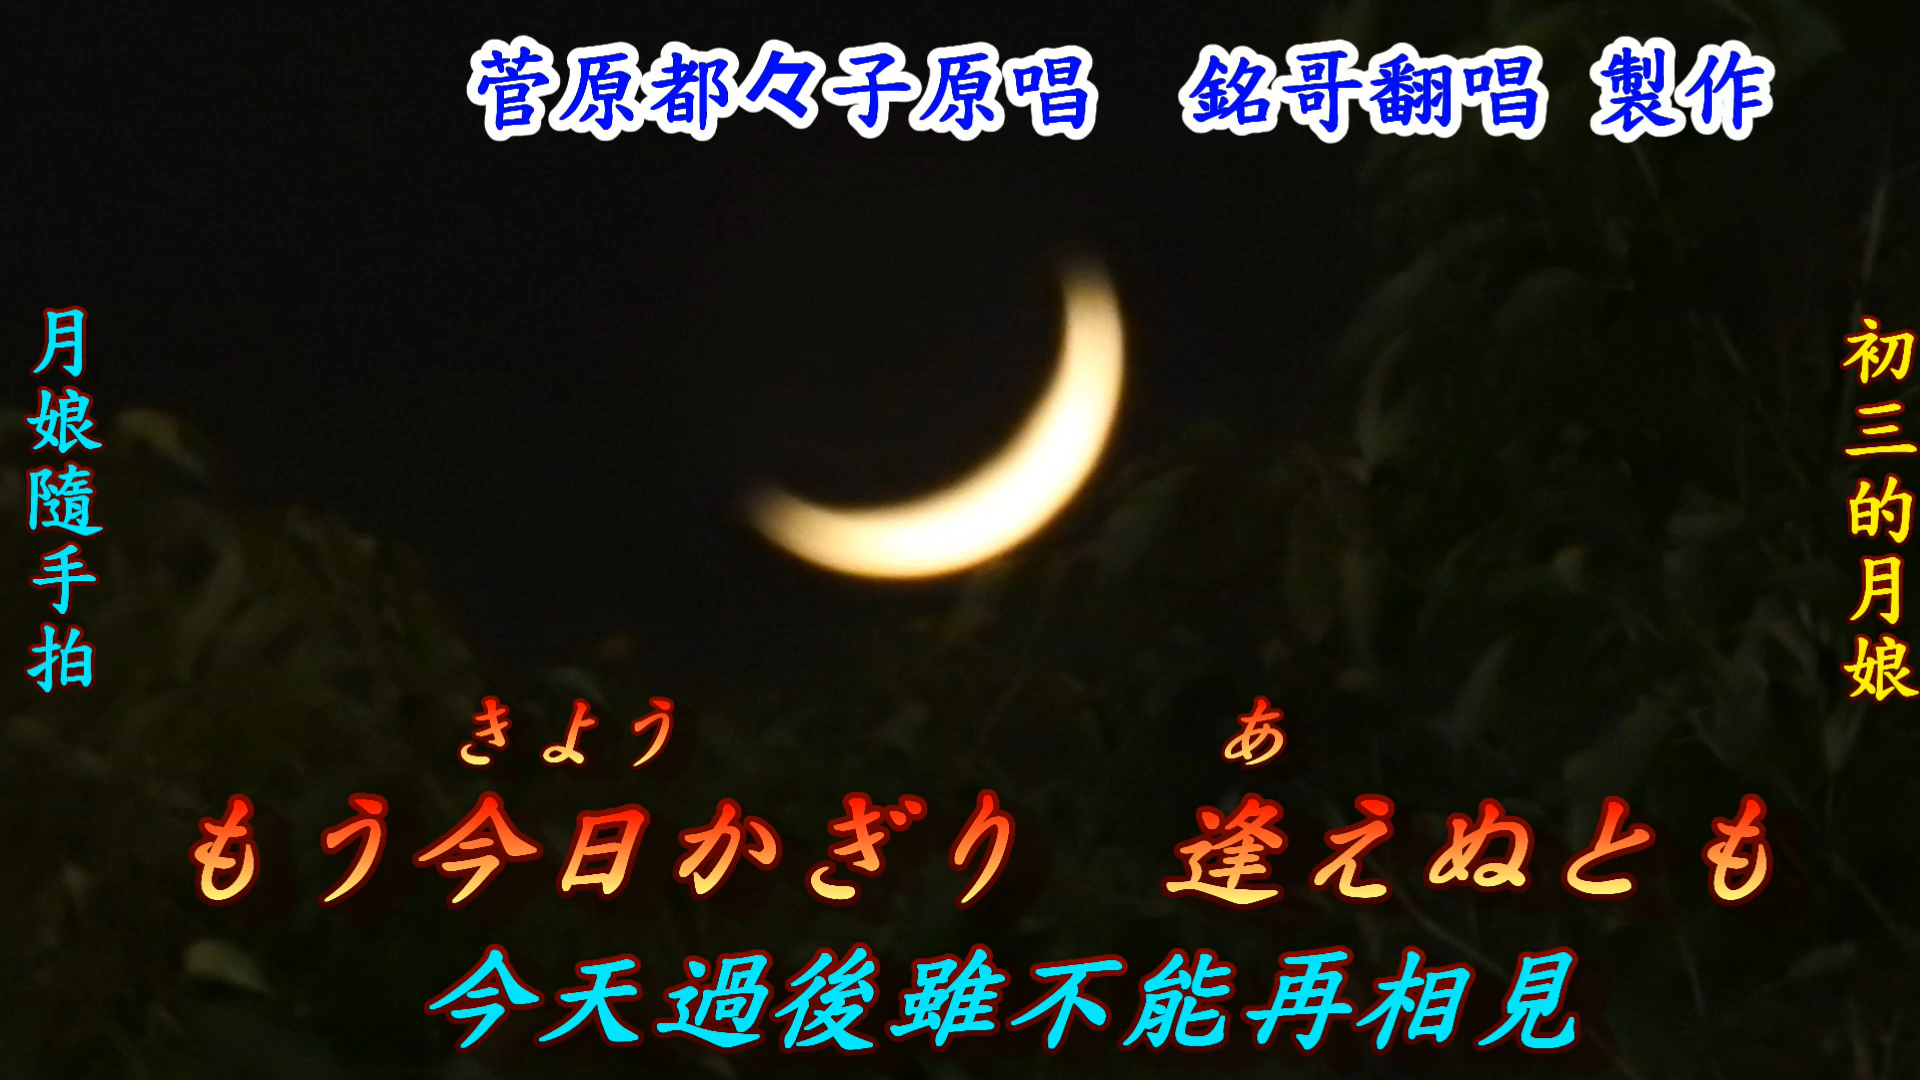 菅原都々子原唱　銘哥翻唱 製作
月娘隨手拍
初三的月娘
きよう　あ
もう今日かぎり　逢えぬとも
今天過後雖不能再相見